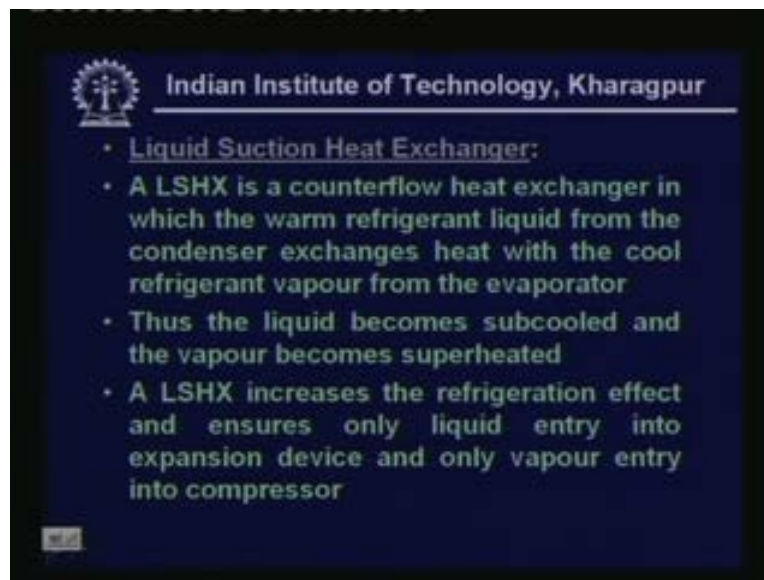 Indian Institute of Technology, Kharagpur
• Liquid Suction Heat Exchanger:
• A LSHX is a counterflow heat exchanger in
which the warm refrigerant liquid from the
condenser exchanges heat with the cool
refrigerant vapour from the evaporator
• Thus the liquid becomes subcooled and
the vapour becomes superheated
• A LSHX increases the refrigeration effect
and ensures only liquid entry into
expansion device and only vapour entry
into compressor